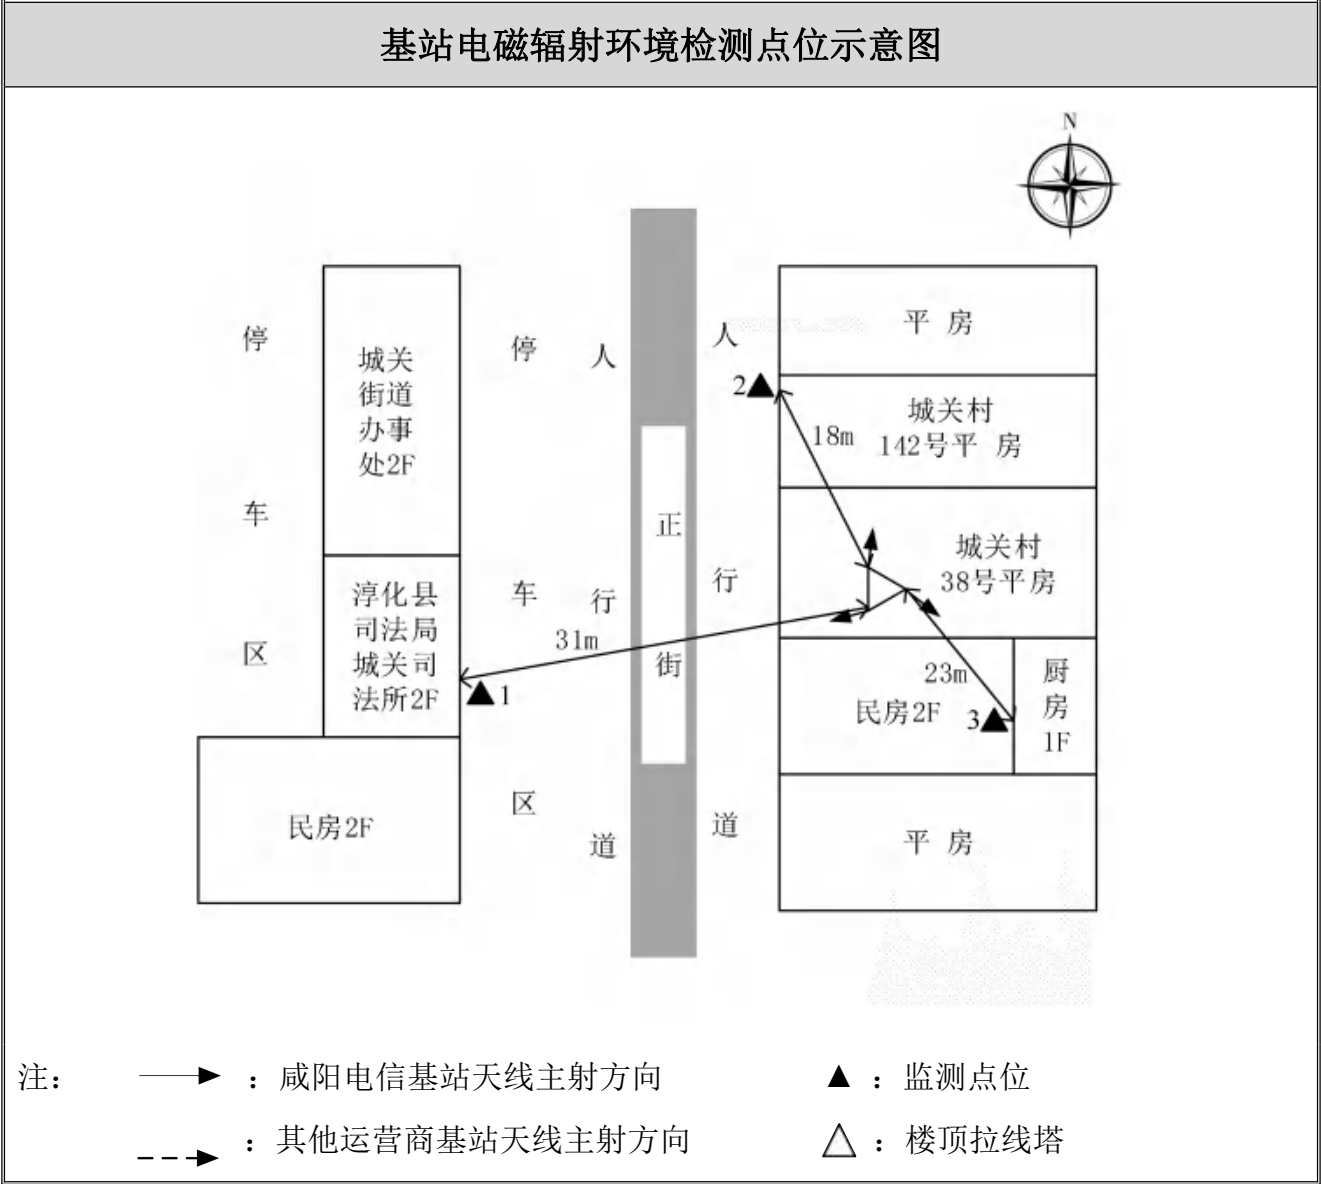 基站电磁辐射环境检测点位示意图
N
停
车
区
城关
街道
办事
处2F
淳化县
司法局
城关司
法所2F
民房2F
停
车
区
人
行
道
31m
1
正
街
人
行
道
2
18m
平 房
城关村
142号平 房
城关村
38号平房
23m
民房2F
3
厨
房
1F
平 房
注：
：咸阳电信基站天线主射方向
：监测点位
：其他运营商基站天线主射方向
：楼顶拉线塔